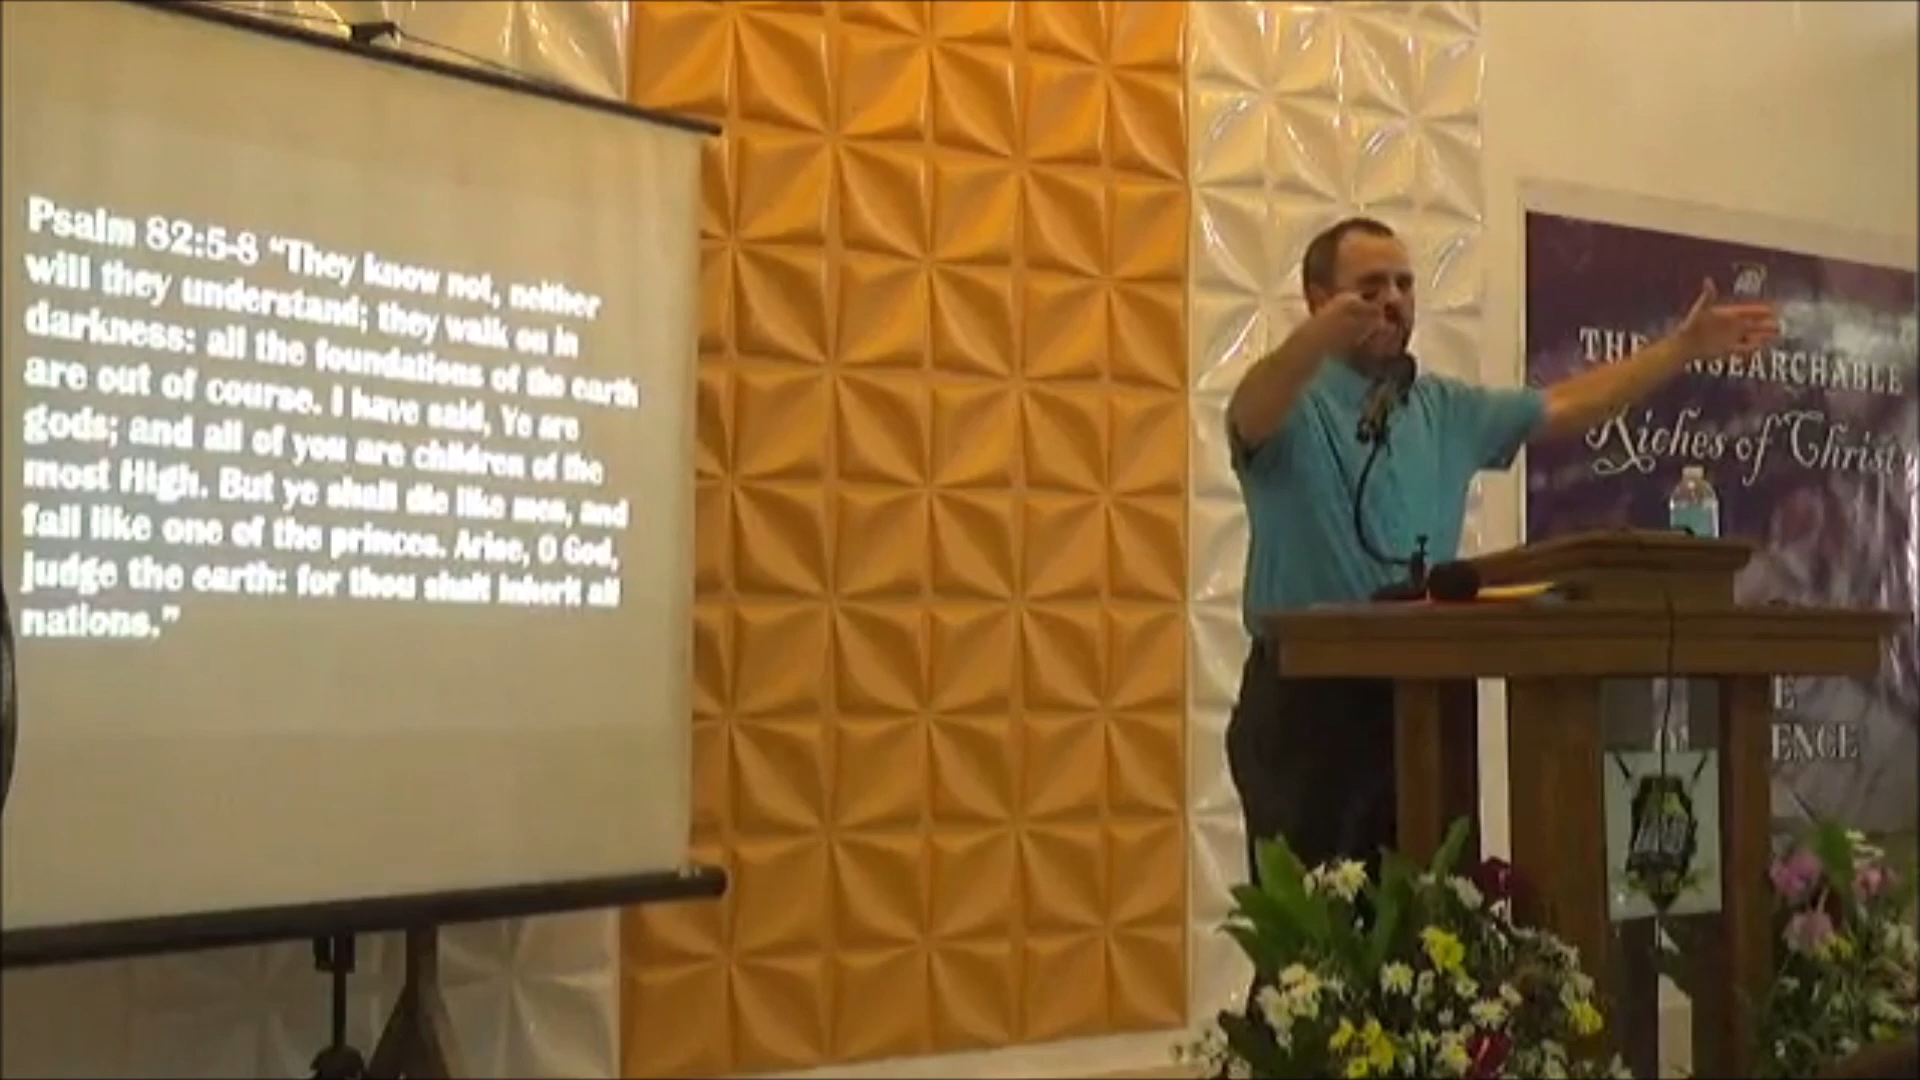 Psalm 82:5-8 “They know not, neither
will they understand; they walk on in
darkness: all the foundations of the earth
are out of course. I have said, Ye are
gods; and all of you are children of the
most High. But ye shall die like men, and
fall like one of the princes. Arise, O God,
judge the earth: for thou shalt inherit all
nations.”
THE
Riches of Christ